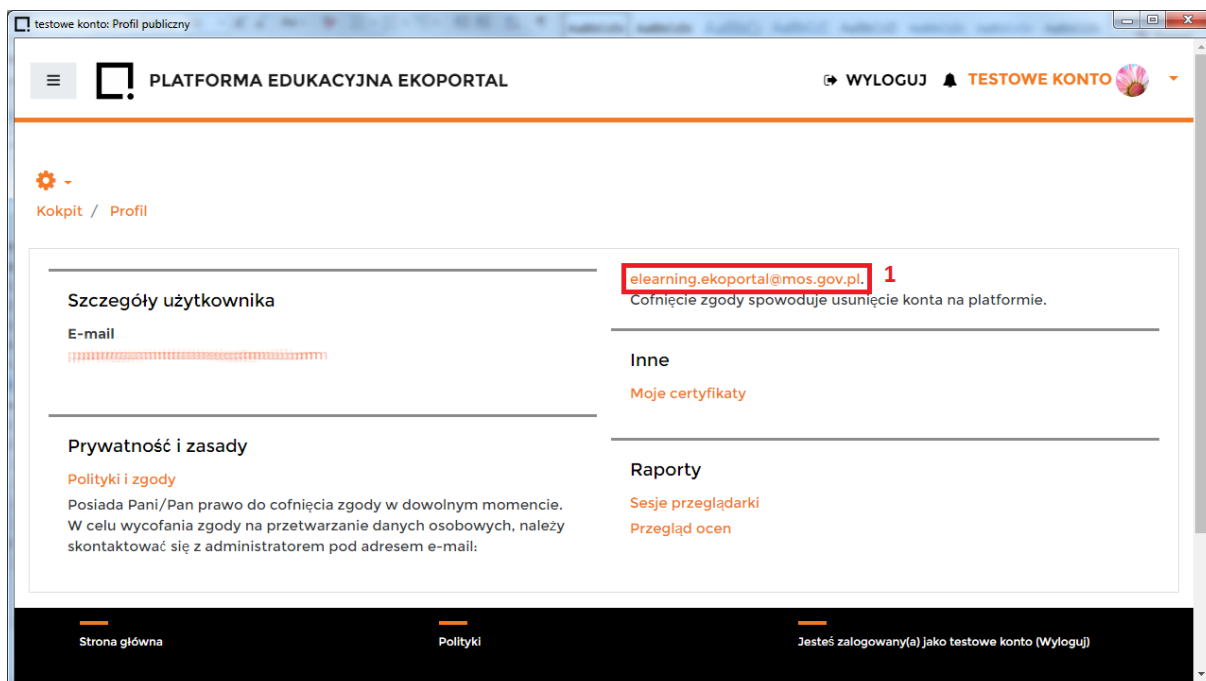 testowe konto: Profil publiczny
PLATFORMA EDUKACYJNA EKOPORTAL
WYLOGUJ
TESTOWE KONTO
Kokpit / Profil
Szczegóły użytkownika
E-mail
Prywatność i zasady
Polityki i zgody
Posiada Pani/Pan prawo do cofnięcia zgody w dowolnym momencie.
W celu wycofania zgody na przetwarzanie danych osobowych, należy
skontaktować się z administratorem pod adresem e-mail:
elearning.ekoportal@mos.gov.pl.
1
Cofnięcie zgody spowoduje usunięcie konta na platformie.
Inne
Moje certyfikaty
Raporty
Sesje przeglądarki
Przegląd ocen
Strona główna
Polityki
Jesteś zalogowany(a) jako testowe konto (Wyloguj)